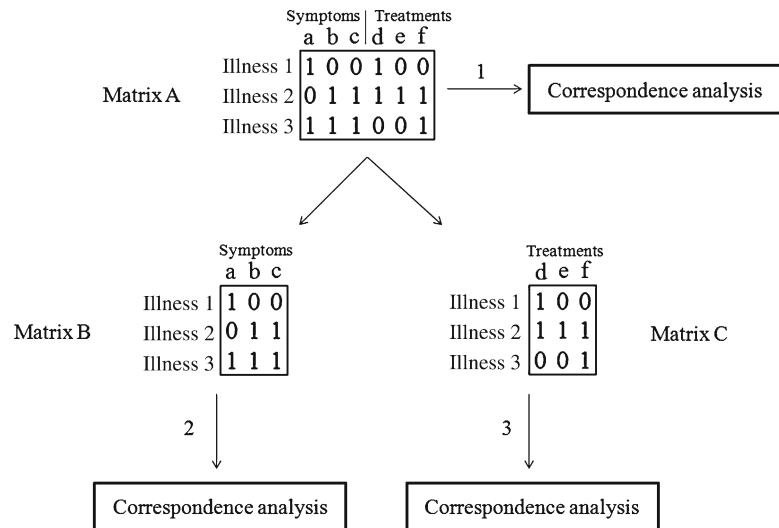 Symptoms | Treatments
a b c d e f
Illness 1 1 0 0 1 0 0
Matrix A Illness 2 0 1 1 1 1 1
Illness 3 1 1 1 0 0 1
1
Correspondence analysis
Symptoms
a b c
Illness 1 1 0 0
Matrix B Illness 2 0 1 1
Illness 3 1 1 1
2
Correspondence analysis
Treatments
d e f
Illness 1 1 0 0
Illness 2 1 1 1 Matrix C
Illness 3 0 0 1
3
Correspondence analysis